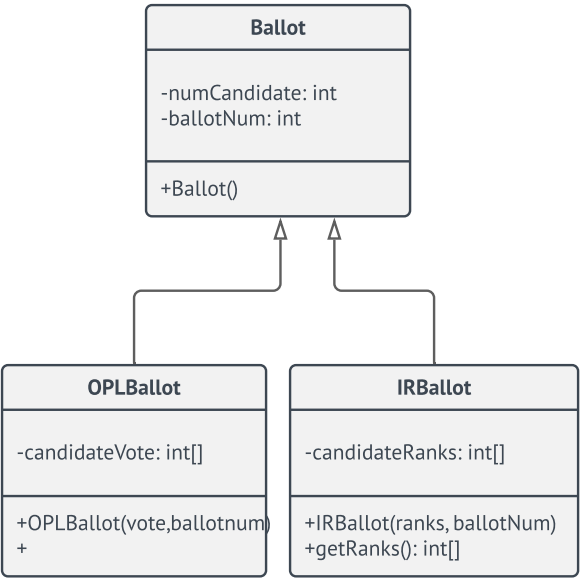 Ballot
-numCandidate: int
-ballotNum: int
+Ballot()
OPLBallot
-candidateVote: int[]
+OPLBallot(vote,ballotnum)
+
IRBallot
-candidateRanks: int[]
+IRBallot(ranks, ballotNum)
+getRanks(): int[]